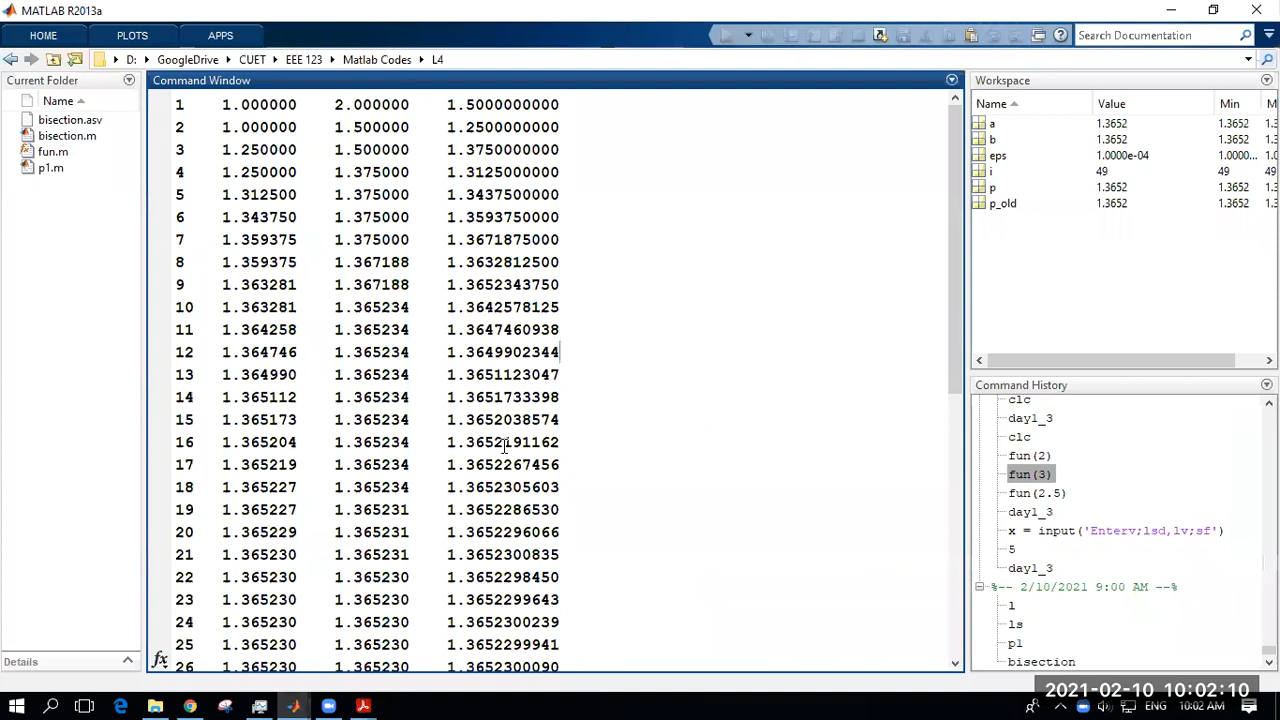 MATLAB R2013a
HOME PLOTS APPS Search Documentation
D: GoogleDrive CUET EEE 123 Matlab Codes L4
Current Folder
Name
bisection.asv
bisection.m
fun.m
p1.m
Details
Command Window
1 1.000000 2.000000 1.5000000000
2 1.000000 1.500000 1.2500000000
3 1.250000 1.500000 1.3750000000
4 1.250000 1.375000 1.3125000000
5 1.312500 1.375000 1.3437500000
6 1.343750 1.375000 1.3593750000
7 1.359375 1.375000 1.3671875000
8 1.359375 1.367188 1.3632812500
9 1.363281 1.367188 1.3652343750
10 1.363281 1.365234 1.3642578125
11 1.364258 1.365234 1.3647460938
12 1.364746 1.365234 1.3649902344
13 1.364990 1.365234 1.3651123047
14 1.365112 1.365234 1.3651733398
15 1.365173 1.365234 1.3652038574
16 1.365204 1.365234 1.3652191162
17 1.365219 1.365234 1.3652267456
18 1.365227 1.365234 1.3652305603
19 1.365227 1.365231 1.3652286530
20 1.365229 1.365231 1.3652296066
21 1.365230 1.365231 1.3652300835
22 1.365230 1.365230 1.3652298450
23 1.365230 1.365230 1.3652299643
24 1.365230 1.365230 1.3652300239
25 1.365230 1.365230 1.3652299941
26 1.365230 1.365230 1.3652300090
fx
Workspace
Name Value Min M
a 1.3652 1.3652 1.
b 1.3652 1.3652 1.
eps 1.0000e-04 1.0000... 1.
i 49 49 49
p 1.3652 1.3652 1.
p_old 1.3652 1.3652 1.
Command History
clc
day1_3
clc
fun(2)
fun(3)
fun(2.5)
day1_3
x = input('Enterv;lsd,lv;sf')
5
day1_3
%-- 2/10/2021 9:00 AM --%
l
ls
p1
bisection
2021-02-10 10:02:10
ENG 10:02 AM